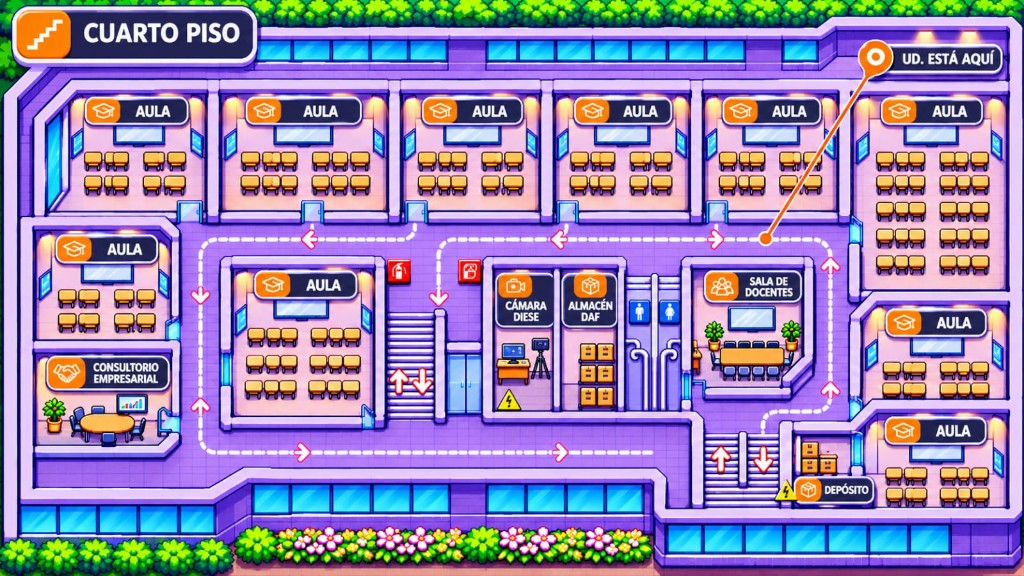 CUARTO PISO
UD. ESTÁ AQUÍ
AULA
AULA
AULA
AULA
AULA
AULA
AULA
AULA
CÁMARA
DIESE
ALMACÉN
DAF
SALA DE
DOCENTES
AULA
CONSULTORIO
EMPRESARIAL
AULA
DEPÓSITO